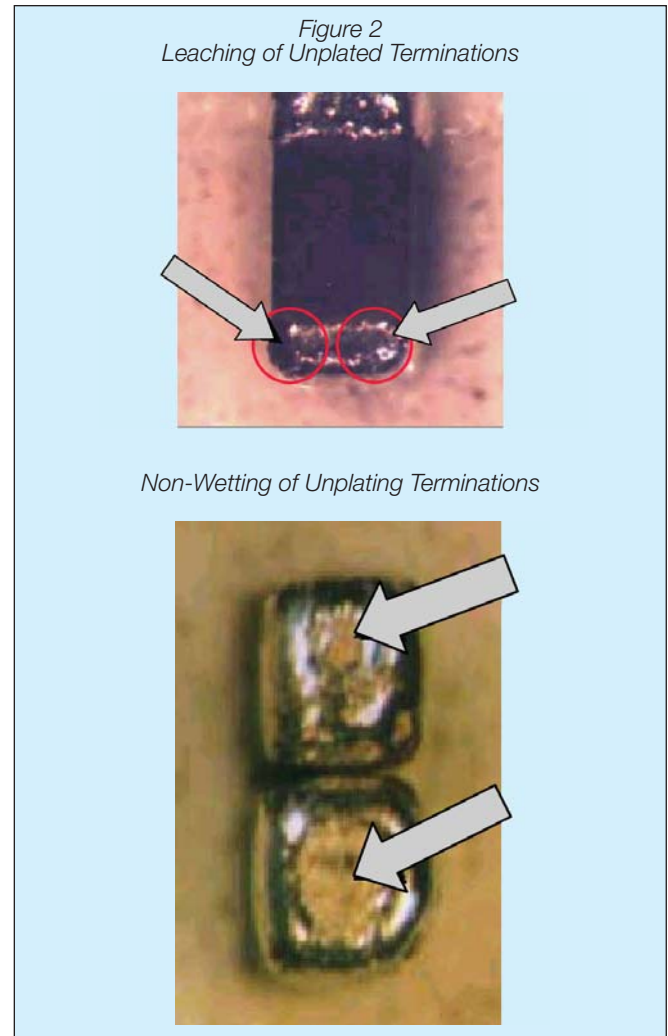 Figure 2
Leaching of Unplated Terminations
Non-Wetting of Unplating Terminations